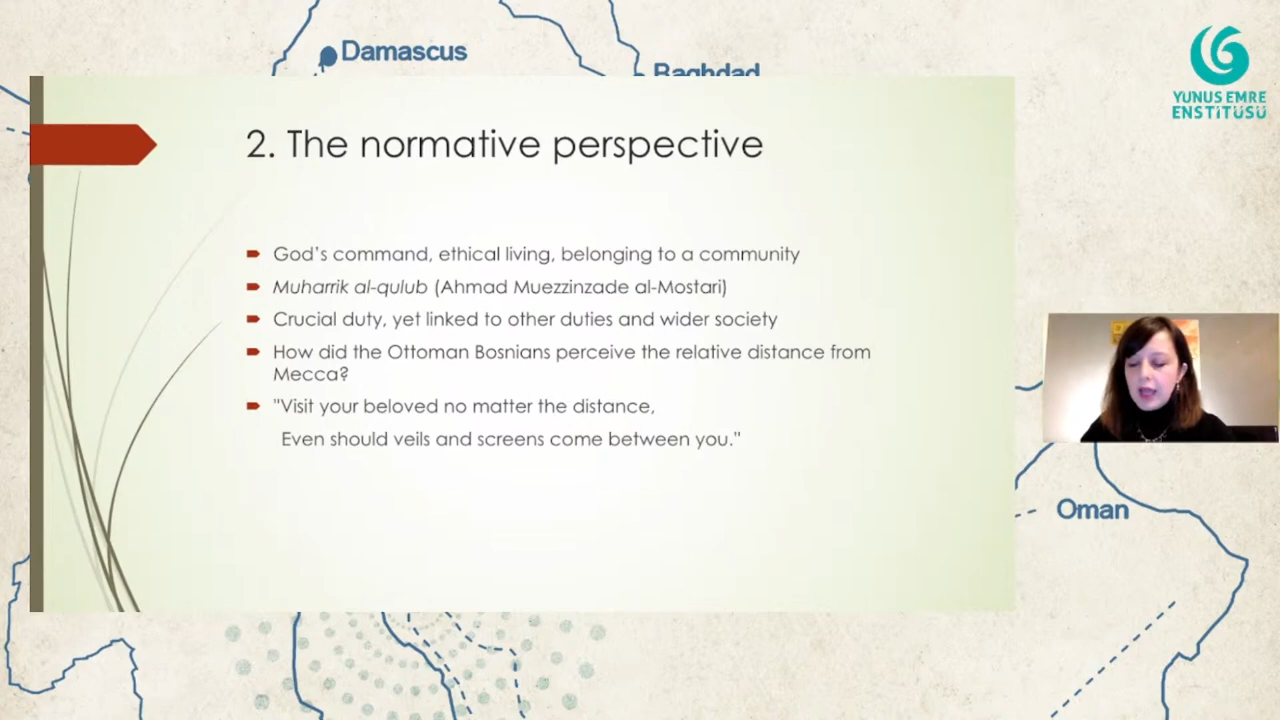 Damascus
Baghdad
YUNUS EMRE
ENSTİTÜSÜ
2. The normative perspective
God's command, ethical living, belonging to a community
Muharrik al-qulub (Ahmad Muezzinzade al-Mostari)
Crucial duty, yet linked to other duties and wider society
How did the Ottoman Bosnians perceive the relative distance from
Mecca?
"Visit your beloved no matter the distance,
Even should veils and screens come between you."
Oman